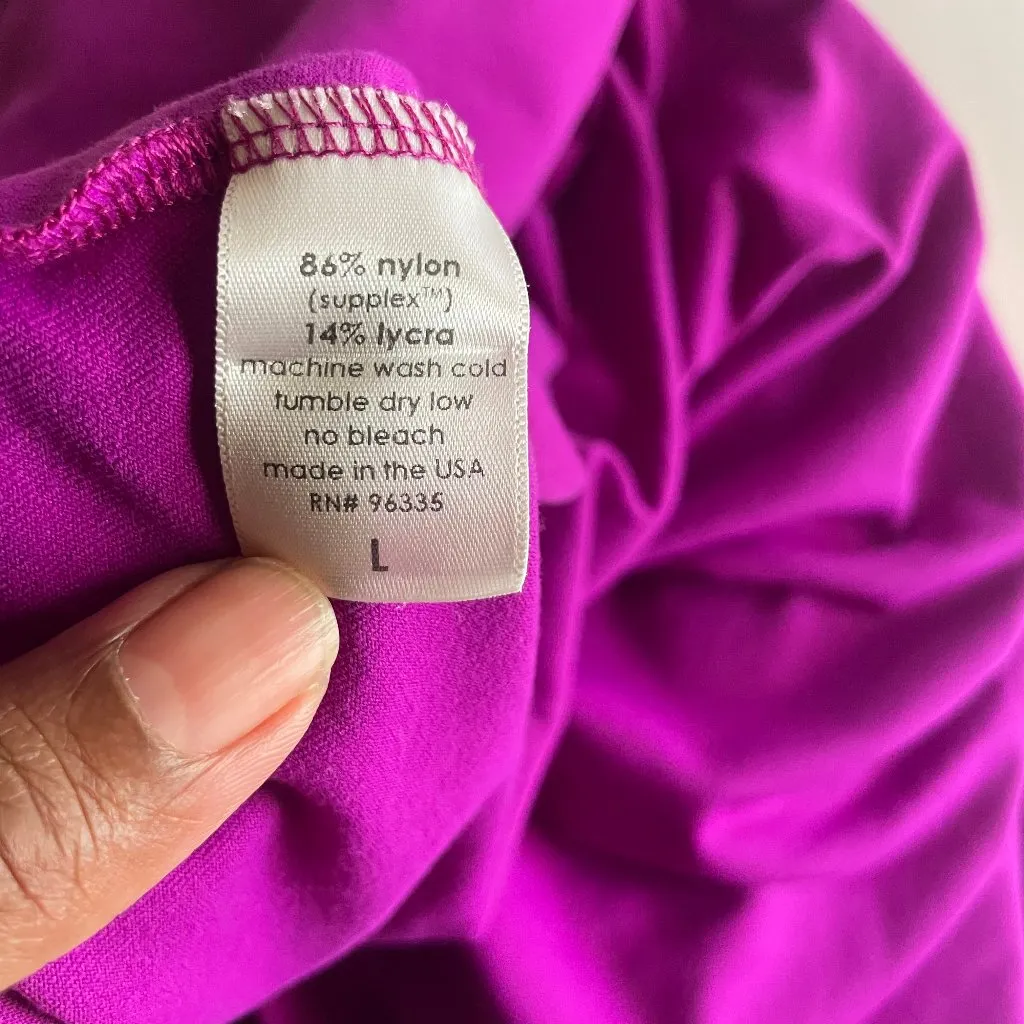 86% nylon
(supplex™)
14% lycra
machine wash cold
tumble dry low
no bleach
made in the USA
RN# 96335
L